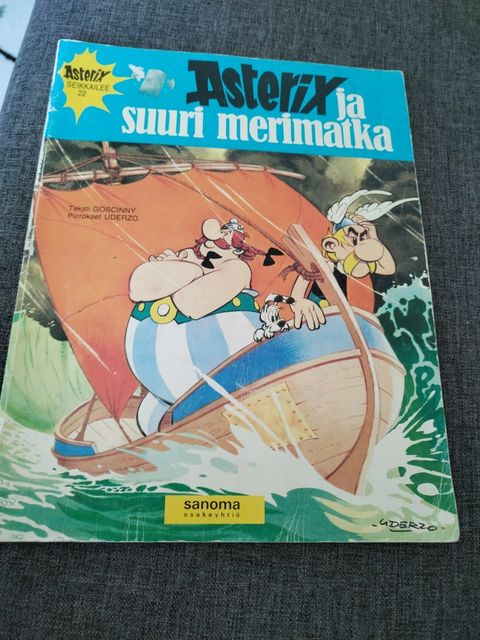 Asterix
SEIKKAILEE
22
Asterix ja
suuri merimatka
Teksti GOSCINNY
Piirrokset UDERZO
sanoma
osakeyhtiö
-UDERZO-